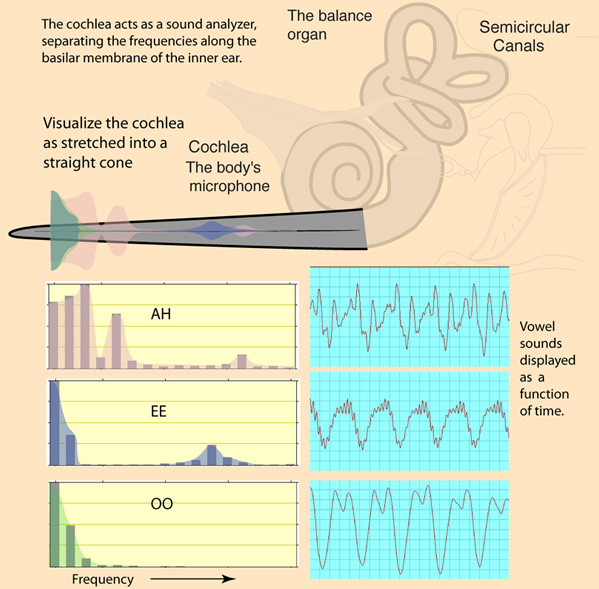 The cochlea acts as a sound analyzer,
separating the frequencies along the
basilar membrane of the inner ear.
The balance
organ
Semicircular
Canals
Visualize the cochlea
as stretched into a
straight cone
Cochlea
The body's
microphone
AH
EE
OO
Vowel
sounds
displayed
as a
function
of time.
Frequency